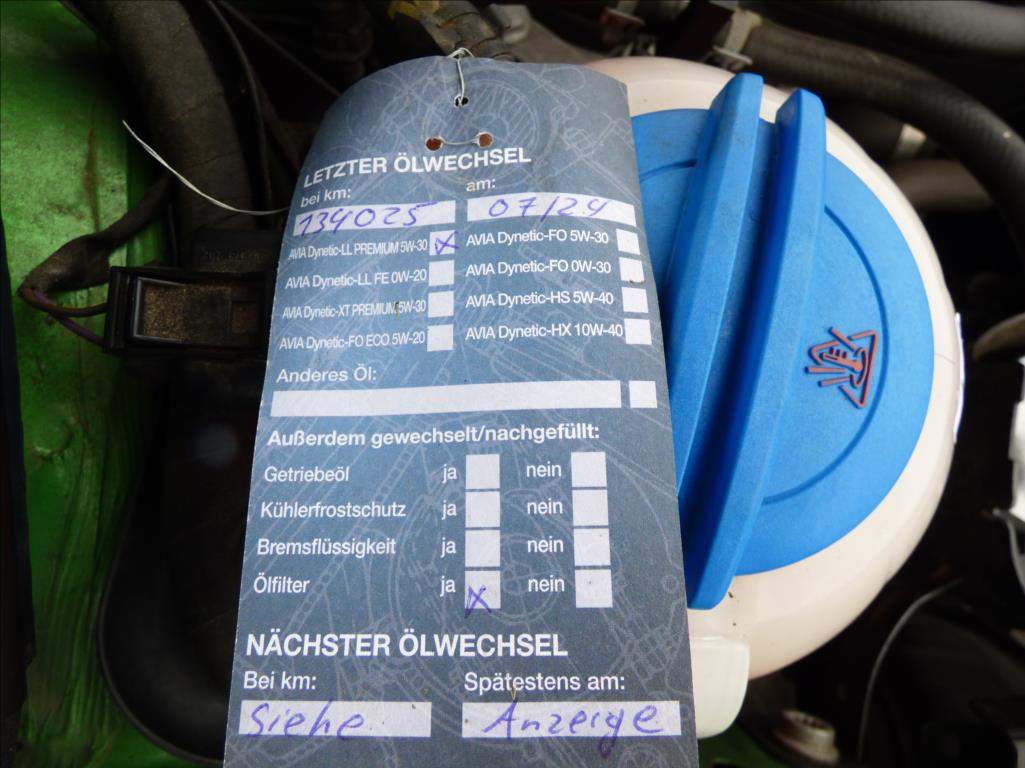 LETZTER ÖLWECHSEL
bei km: am:
134025 07/24
AVIA Dynetic-LL PREMIUM 5W-30 X AVIA Dynetic-FO 5W-30
AVIA Dynetic-LL FE 0W-20 AVIA Dynetic-FO 0W-30
AVIA Dynetic-XT PREMIUM 5W-30 AVIA Dynetic-HS 5W-40
AVIA Dynetic-FO ECO 5W-20 AVIA Dynetic-HX 10W-40
Anderes Öl:
Außerdem gewechselt/nachgefüllt:
Getriebeöl ja nein
Kühlerfrostschutz ja nein
Bremsflüssigkeit ja nein
Ölfilter ja X nein
NÄCHSTER ÖLWECHSEL
Bei km: Spätestens am:
Siehe Anzeige